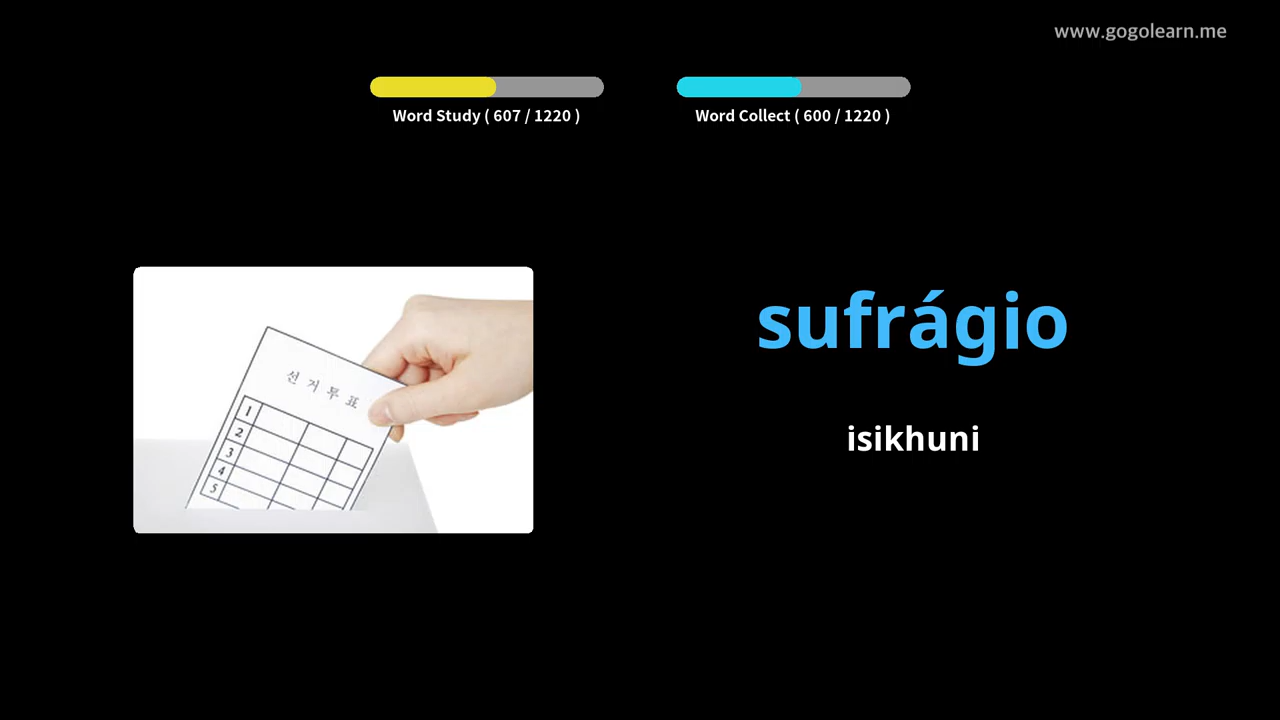 www.gogolearn.me
Word Study ( 607 / 1220 )
Word Collect ( 600 / 1220 )
선거투표
1
2
3
4
5
sufrágio
isikhuni